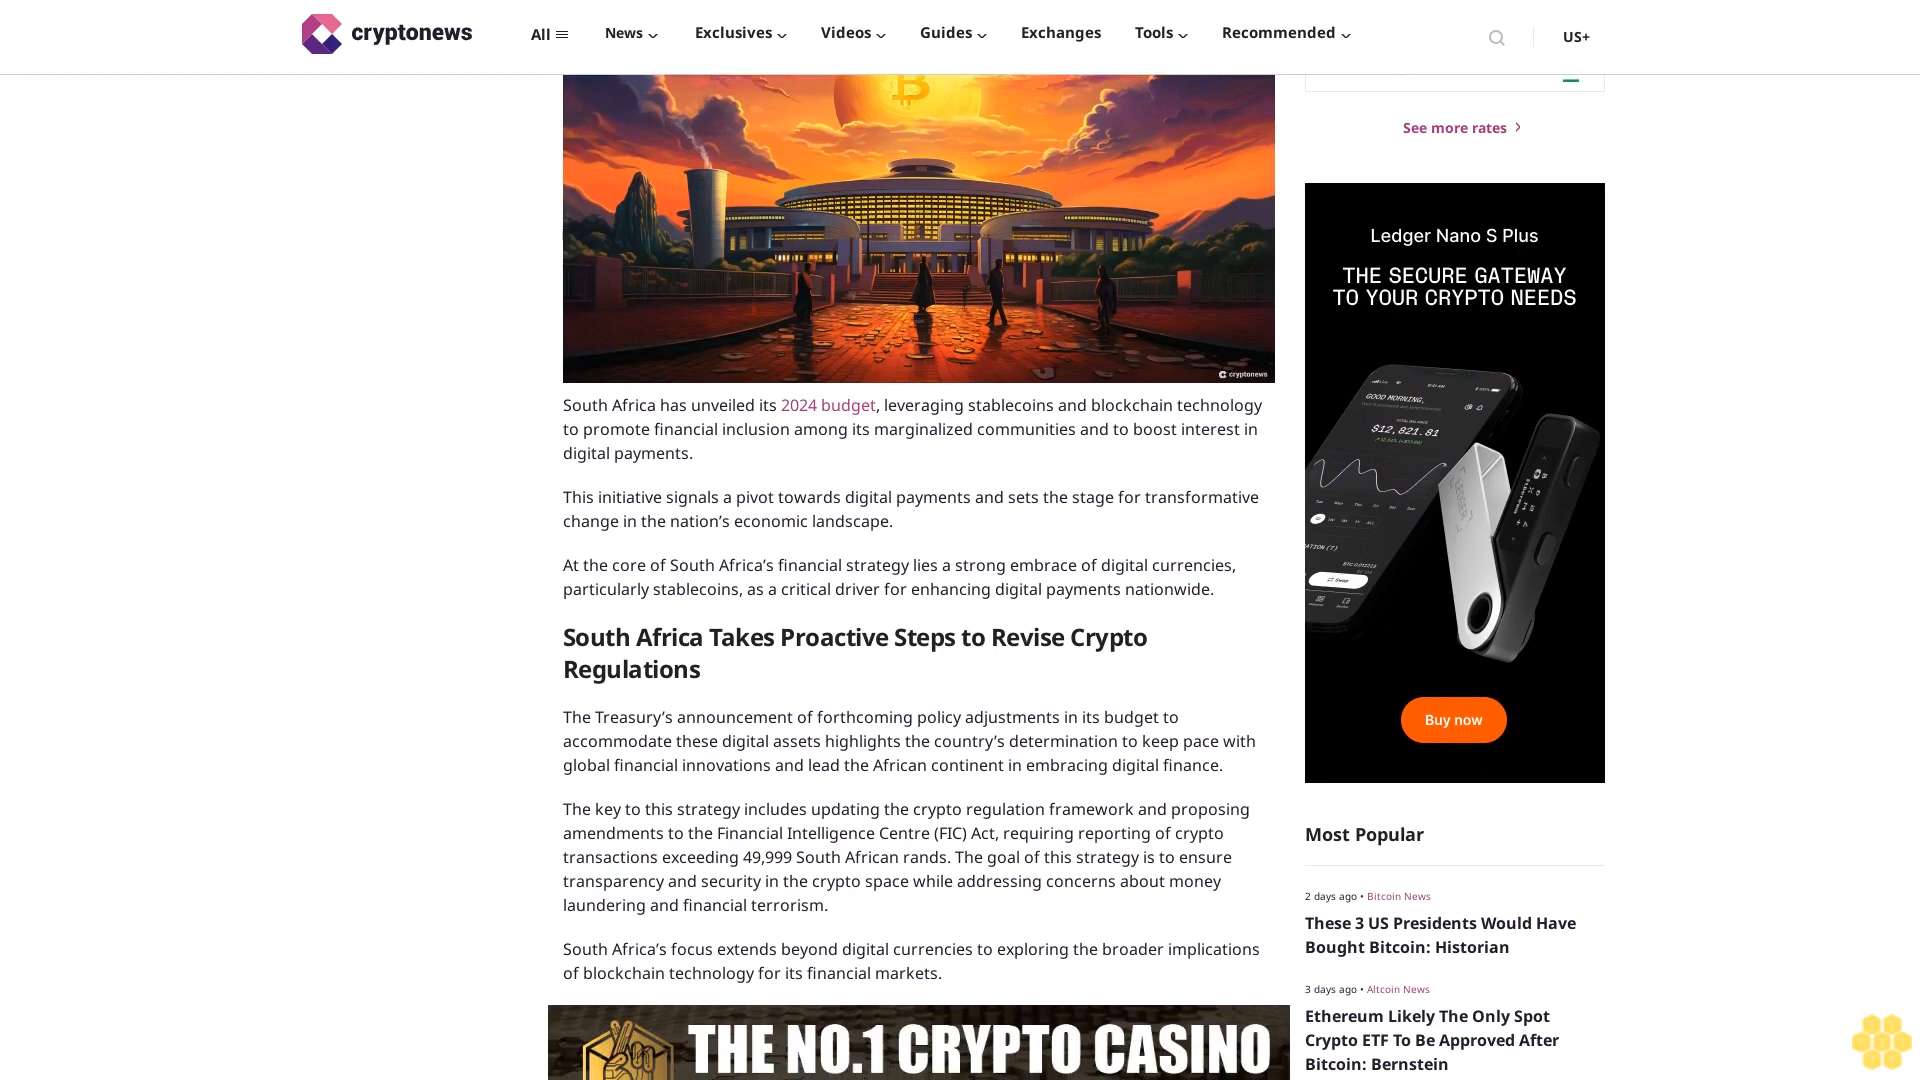 cryptonews
All
News
Exclusives
Videos
Guides
Exchanges
Tools
Recommended
US+
cryptonews
South Africa has unveiled its 2024 budget, leveraging stablecoins and blockchain technology
to promote financial inclusion among its marginalized communities and to boost interest in
digital payments.
This initiative signals a pivot towards digital payments and sets the stage for transformative
change in the nation’s economic landscape.
At the core of South Africa’s financial strategy lies a strong embrace of digital currencies,
particularly stablecoins, as a critical driver for enhancing digital payments nationwide.
South Africa Takes Proactive Steps to Revise Crypto
Regulations
The Treasury’s announcement of forthcoming policy adjustments in its budget to
accommodate these digital assets highlights the country’s determination to keep pace with
global financial innovations and lead the African continent in embracing digital finance.
The key to this strategy includes updating the crypto regulation framework and proposing
amendments to the Financial Intelligence Centre (FIC) Act, requiring reporting of crypto
transactions exceeding 49,999 South African rands. The goal of this strategy is to ensure
transparency and security in the crypto space while addressing concerns about money
laundering and financial terrorism.
South Africa’s focus extends beyond digital currencies to exploring the broader implications
of blockchain technology for its financial markets.
THE NO.1 CRYPTO CASINO
See more rates
Ledger Nano S Plus
THE SECURE GATEWAY
TO YOUR CRYPTO NEEDS
GOOD MORNING,
$12,821.81
LEDGER
Swap
Buy now
Most Popular
2 days ago • Bitcoin News
These 3 US Presidents Would Have
Bought Bitcoin: Historian
3 days ago • Altcoin News
Ethereum Likely The Only Spot
Crypto ETF To Be Approved After
Bitcoin: Bernstein